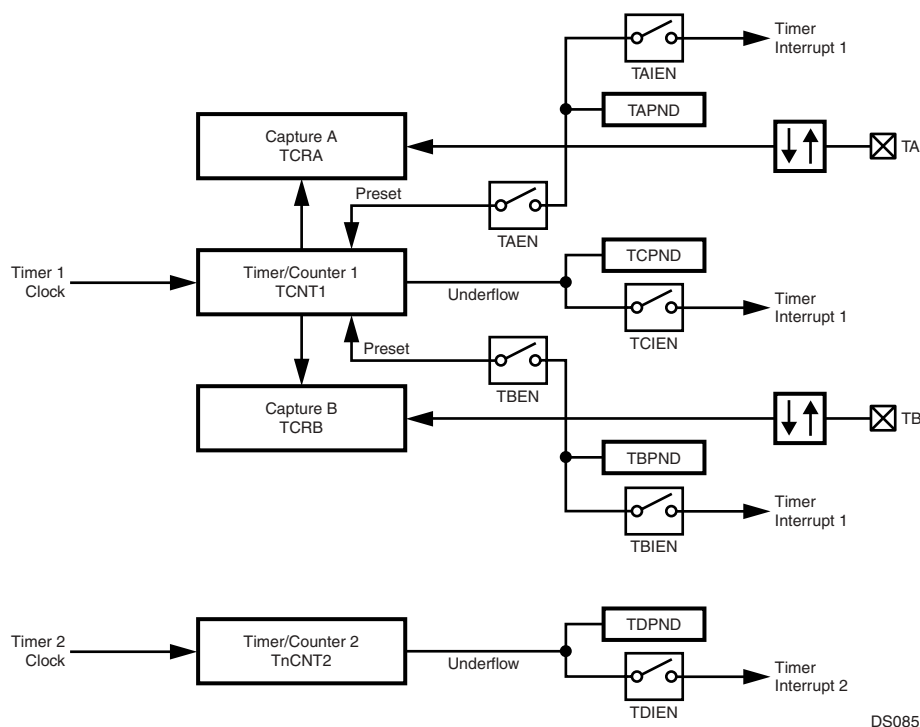 Timer
Interrupt 1
TAIEN
TAPND
Capture A
TCRA
TA
Preset
TAEN
Timer 1
Clock
Timer/Counter 1
TCNT1
Underflow
TCPND
Timer
Interrupt 1
TCIEN
Preset
TBEN
Capture B
TCRB
TB
TBPND
Timer
Interrupt 1
TBIEN
Timer 2
Clock
Timer/Counter 2
TnCNT2
Underflow
TDPND
Timer
Interrupt 2
TDIEN
DS085